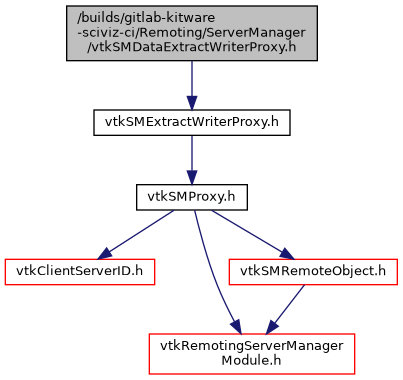 /builds/gitlab-kitware
-sciviz-ci/Remoting/ServerManager
/vtkSMDataExtractWriterProxy.h
vtkSMExtractWriterProxy.h
vtkSMProxy.h
vtkClientServerID.h
vtkSMRemoteObject.h
vtkRemotingServerManager
Module.h